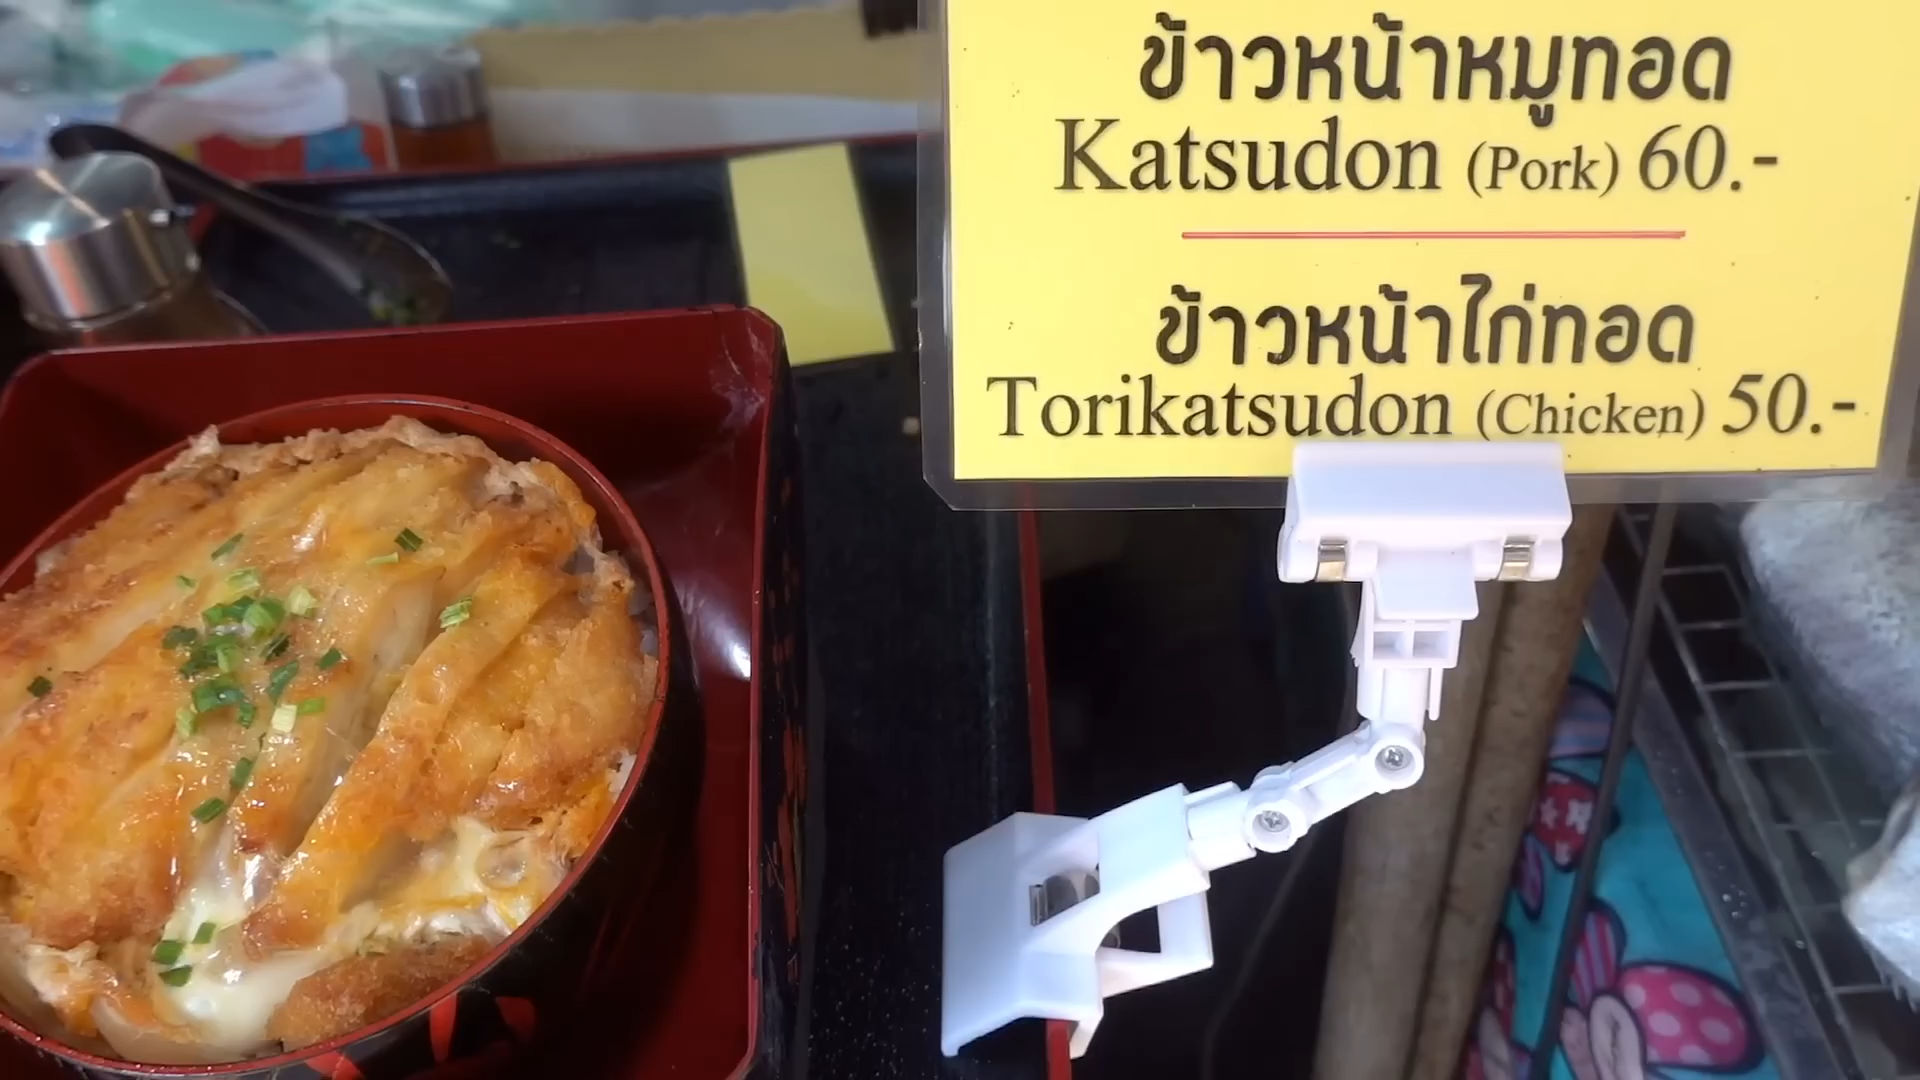 ข้าวหน้าหมูทอด
Katsudon (Pork) 60.-
ข้าวหน้าไก่ทอด
Torikatsudon (Chicken) 50.-